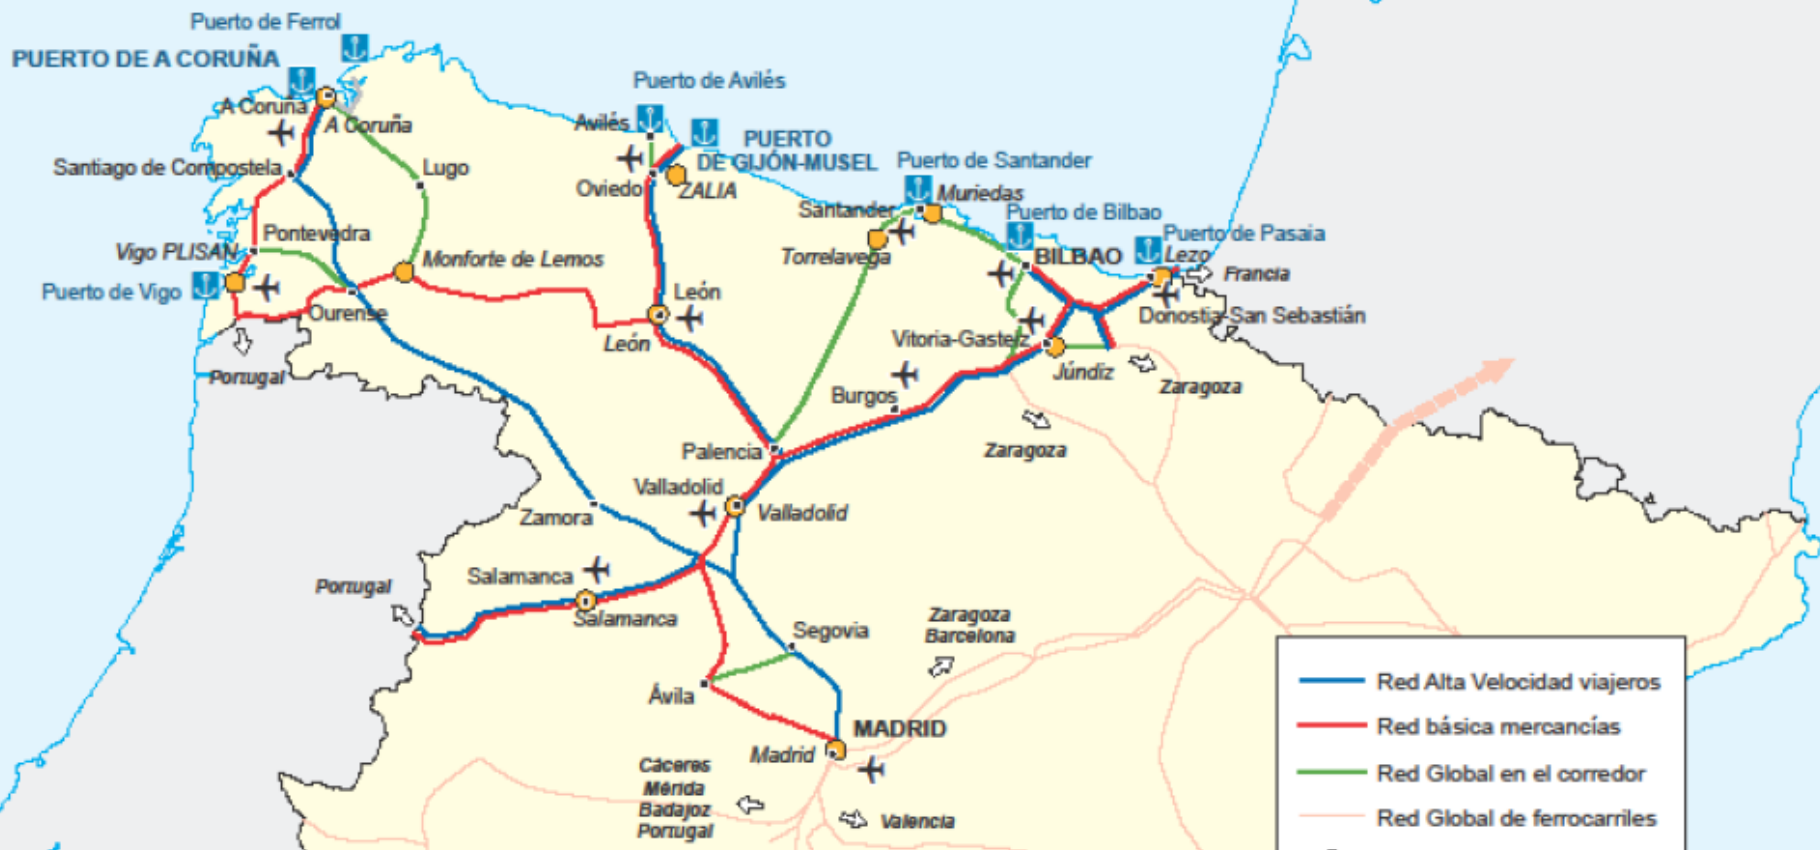 Puerto de Ferrol
PUERTO DE A CORUÑA
A Coruña
A Coruña
Santiago de Compostela
Lugo
Pontevedra
Vigo PLISAN
Monforte de Lemos
Puerto de Vigo
Ourense
Portugal
Puerto de Avilés
Avilés
PUERTO
DE GIJÓN-MUSEL
Oviedo
ZALIA
León
León
Puerto de Santander
Muriedas
Santander
Torrelavega
Puerto de Bilbao
BILBAO
Puerto de Pasaia
Lezo
Francia
Donostia-San Sebastián
Vitoria-Gasteiz
Júndiz
Zaragoza
Burgos
Zaragoza
Palencia
Valladolid
Valladolid
Zamora
Portugal
Salamanca
Salamanca
Segovia
Zaragoza
Barcelona
Ávila
MADRID
Madrid
Cáceres
Mérida
Badajoz
Portugal
Valencia
Red Alta Velocidad viajeros
Red básica mercancías
Red Global en el corredor
Red Global de ferrocarriles